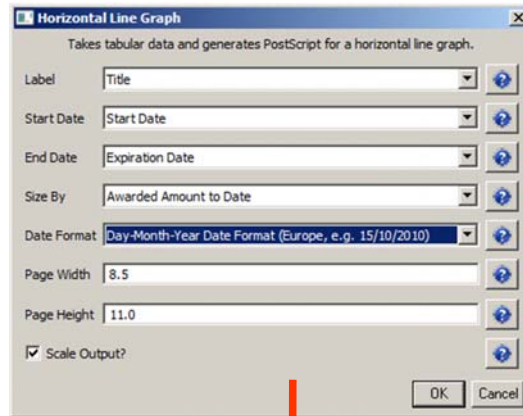 Horizontal Line Graph
Takes tabular data and generates PostScript for a horizontal line graph.
Label Title
Start Date Start Date
End Date Expiration Date
Size By Awarded Amount to Date
Date Format Day-Month-Year Date Format (Europe, e.g. 15/10/2010)
Page Width 8.5
Page Height 11.0
Scale Output?
OK Cancel